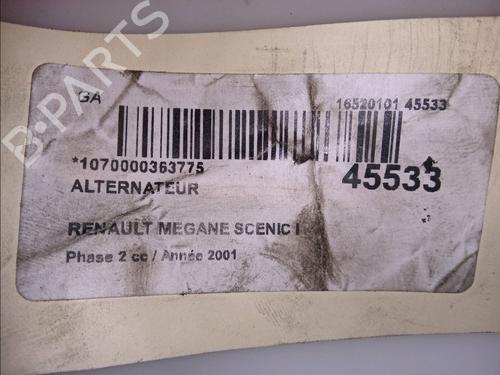 B-PARTS
GA
16520101 45533
*1070000363775*
45533
ALTERNATEUR
RENAULT MEGANE SCENIC I
Phase 2 cc / Année 2001